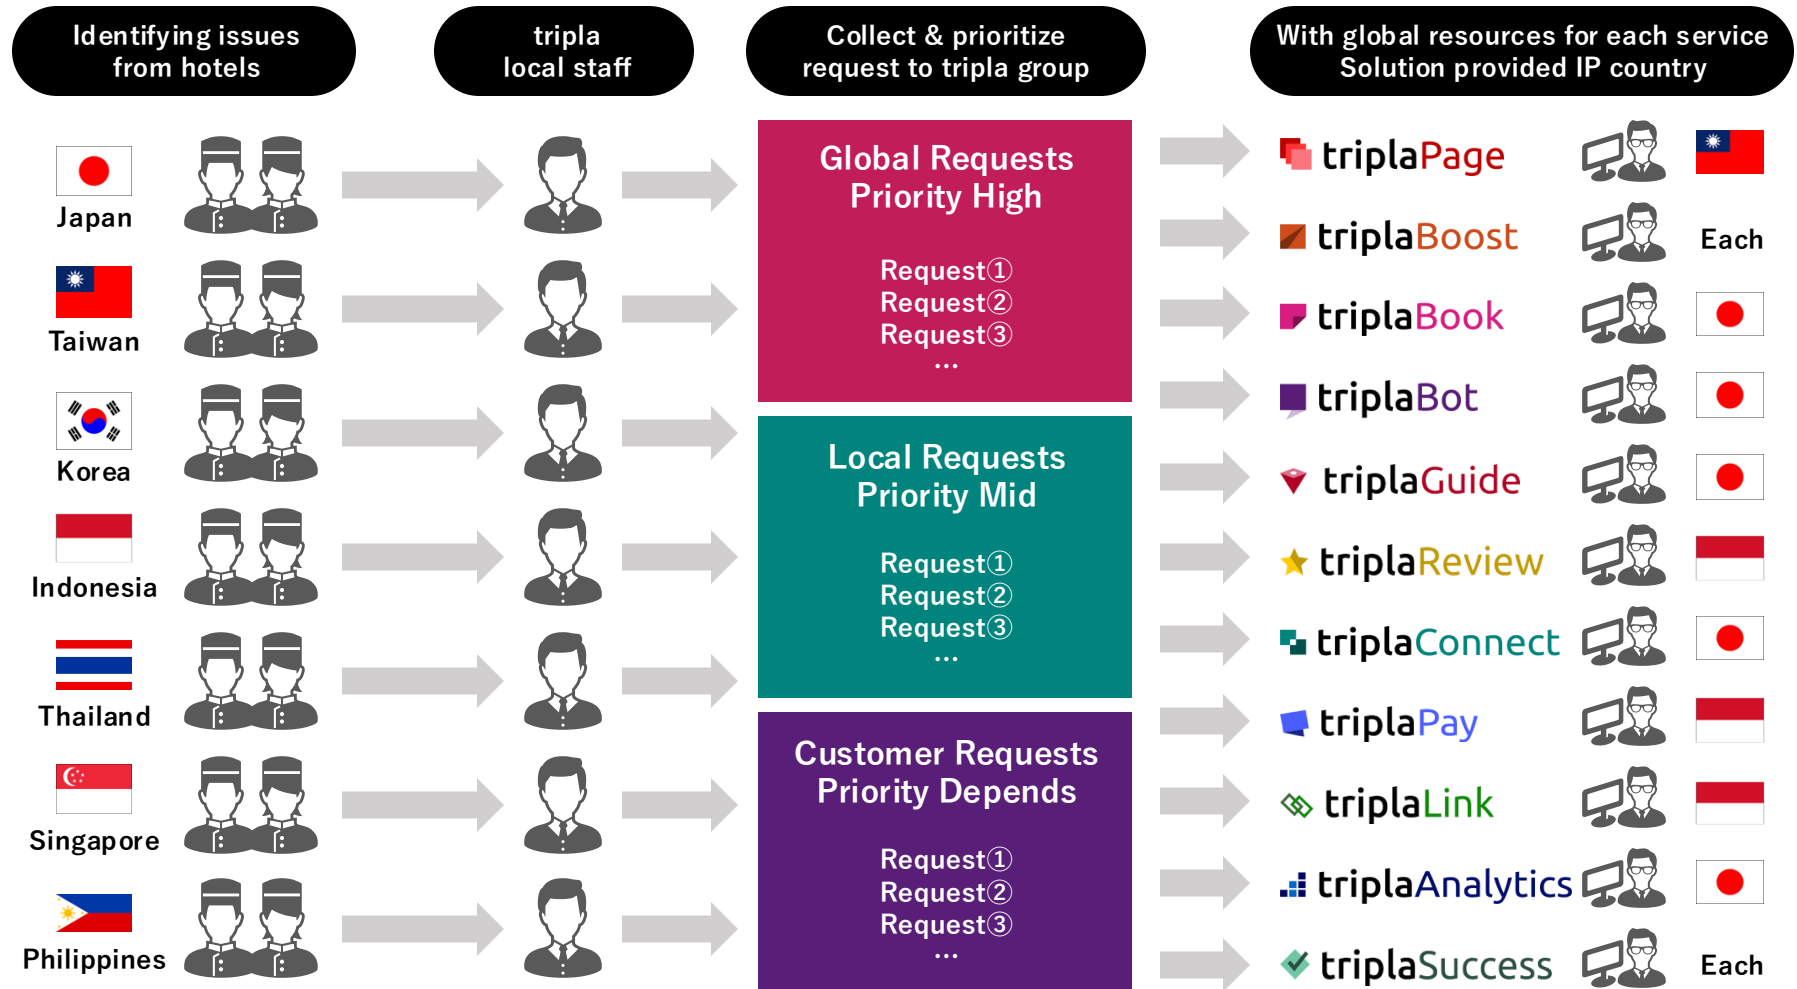 Identifying issues
from hotels
tripla
local staff
Collect & prioritize
request to tripla group
With global resources for each service
Solution provided IP country
Japan
Taiwan
Korea
Indonesia
Thailand
Singapore
Philippines
Global Requests
Priority High
Request①
Request②
Request③
...
Local Requests
Priority Mid
Request①
Request②
Request③
...
Customer Requests
Priority Depends
Request①
Request②
Request③
...
triplaPage
triplaBoost
Each
triplaBook
triplaBot
triplaGuide
triplaReview
triplaConnect
triplaPay
triplaLink
triplaAnalytics
triplaSuccess
Each